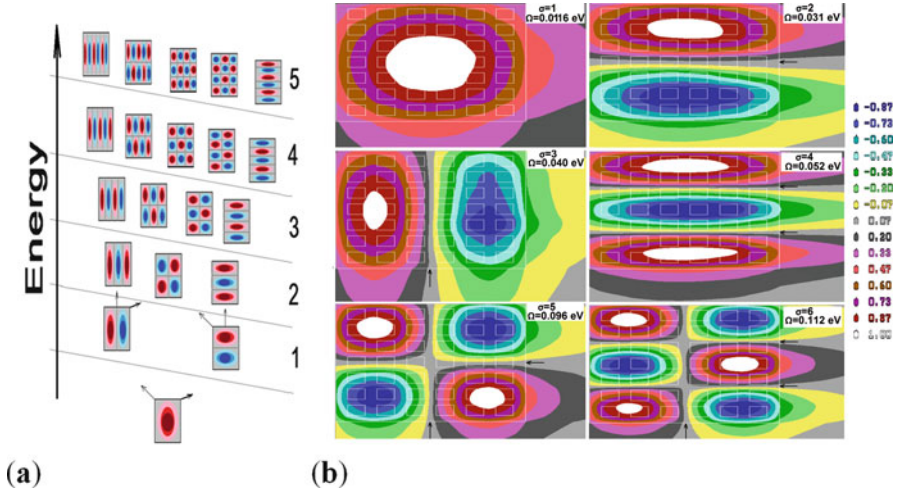 Energy
5
4
3
2
1
(a)
σ=1
Ω=0.0116 eV
σ=2
Ω=0.031 eV
σ=3
Ω=0.040 eV
σ=4
Ω=0.052 eV
σ=5
Ω=0.096 eV
σ=6
Ω=0.112 eV
-0.87
-0.73
-0.60
-0.47
-0.33
-0.20
-0.07
0.07
0.20
0.33
0.47
0.60
0.73
0.87
1.00
(b)